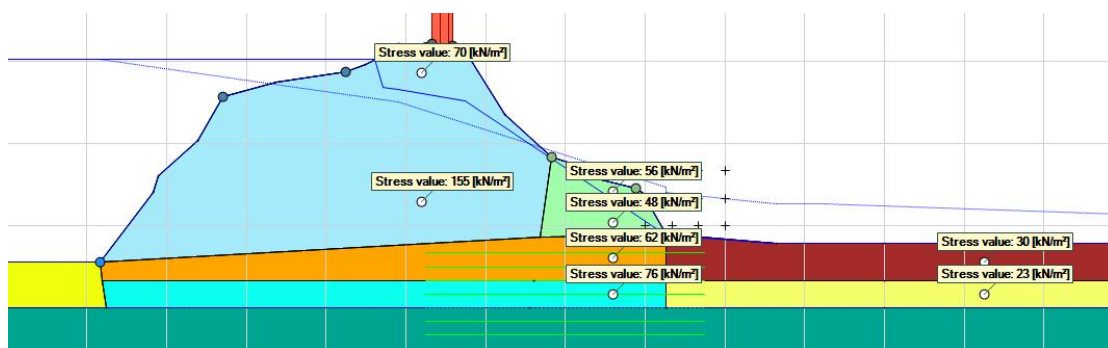 Stress value: 70 [kN/m²]
Stress value: 155 [kN/m²]
Stress value: 56 [kN/m²]
Stress value: 48 [kN/m²]
Stress value: 62 [kN/m²]
Stress value: 76 [kN/m²]
Stress value: 30 [kN/m²]
Stress value: 23 [kN/m²]